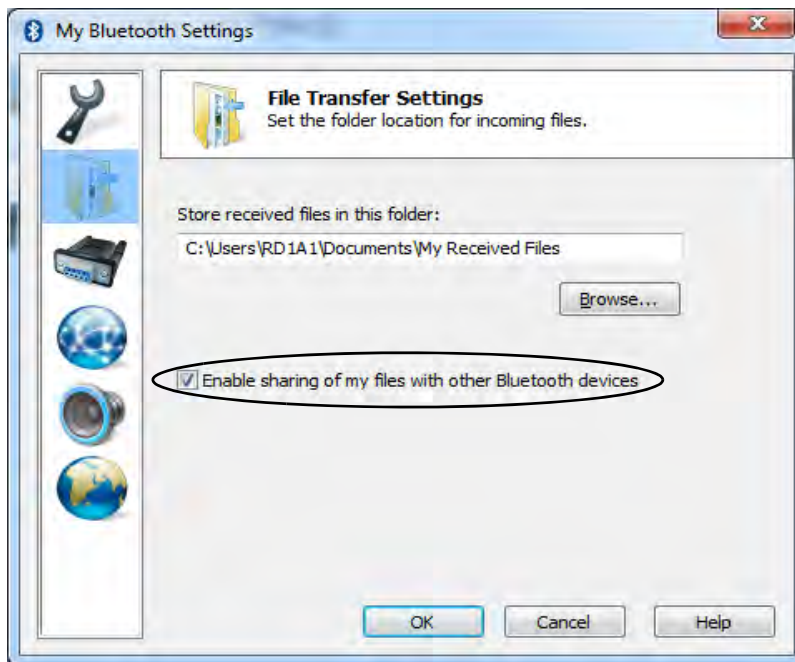 My Bluetooth Settings
File Transfer Settings
Set the folder location for incoming files.
Store received files in this folder:
C:\Users\RD1A1\Documents\My Received Files
Browse...
Enable sharing of my files with other Bluetooth devices
OK
Cancel
Help